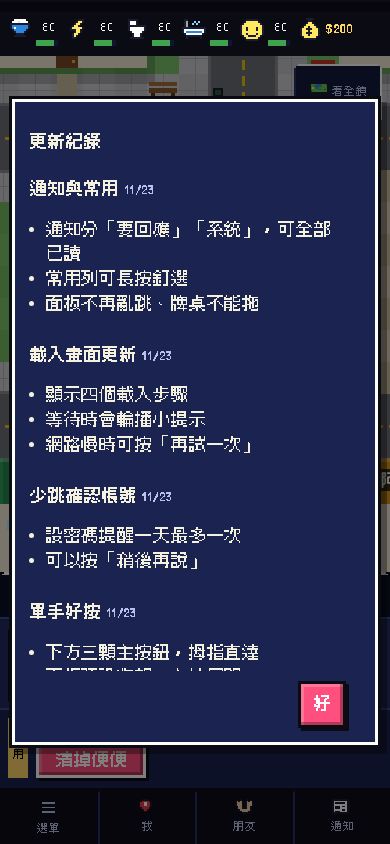 80 80 80 80 80 $200
看全鎮
更新紀錄
通知與常用 11/23
• 通知分「要回應」「系統」，可全部
已讀
• 常用列可長按釘選
• 面板不再亂跳、牌桌不能拖
載入畫面更新 11/23
• 顯示四個載入步驟
• 等待時會輪播小提示
• 網路慢時可按「再試一次」
少跳確認帳號 11/23
• 設密碼提醒一天最多一次
• 可以按「稍後再說」
單手好按 11/23
• 下方三顆主按鈕，拇指直達
好
用
清掉便便
選單 我 朋友 通知